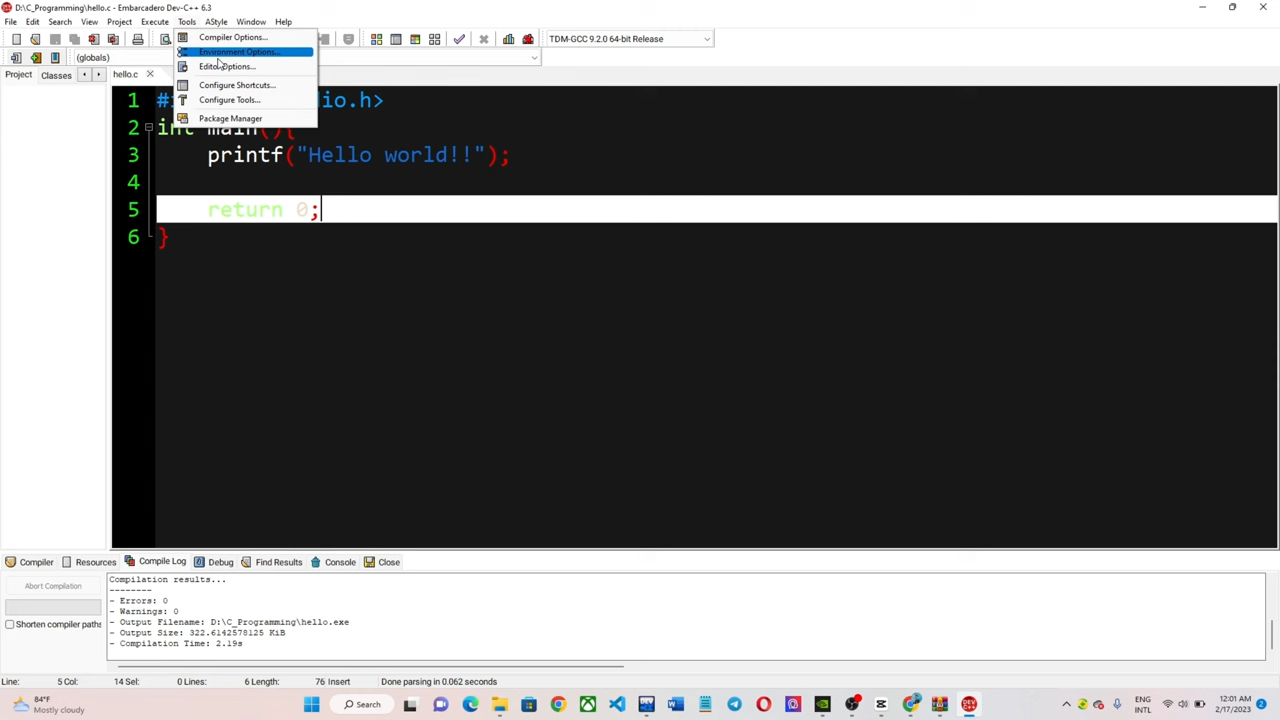 D:\C_Programming\hello.c - Embarcadero Dev-C++ 6.3
File Edit Search View Project Execute Tools AStyle Window Help
Compiler Options...
TDM-GCC 9.2.0 64-bit Release
Environment Options...
(globals)
Editor Options...
Project Classes hello.c
Configure Shortcuts...
Configure Tools...
Package Manager
1 # dio.h>
2 int main(){
3 printf("Hello world!!");
4
5 return 0;
6 }
Compiler Resources Compile Log Debug Find Results Console Close
Abort Compilation
Shorten compiler paths
Compilation results...
--------
- Errors: 0
- Warnings: 0
- Output Filename: D:\C_Programming\hello.exe
- Output Size: 322.6142578125 KiB
- Compilation Time: 2.19s
Line: 5 Col: 14 Sel: 0 Lines: 6 Length: 76 Insert Done parsing in 0.062 seconds
84°F
Mostly cloudy
Search
ENG
INTL
12:01 AM
2/17/2023
2